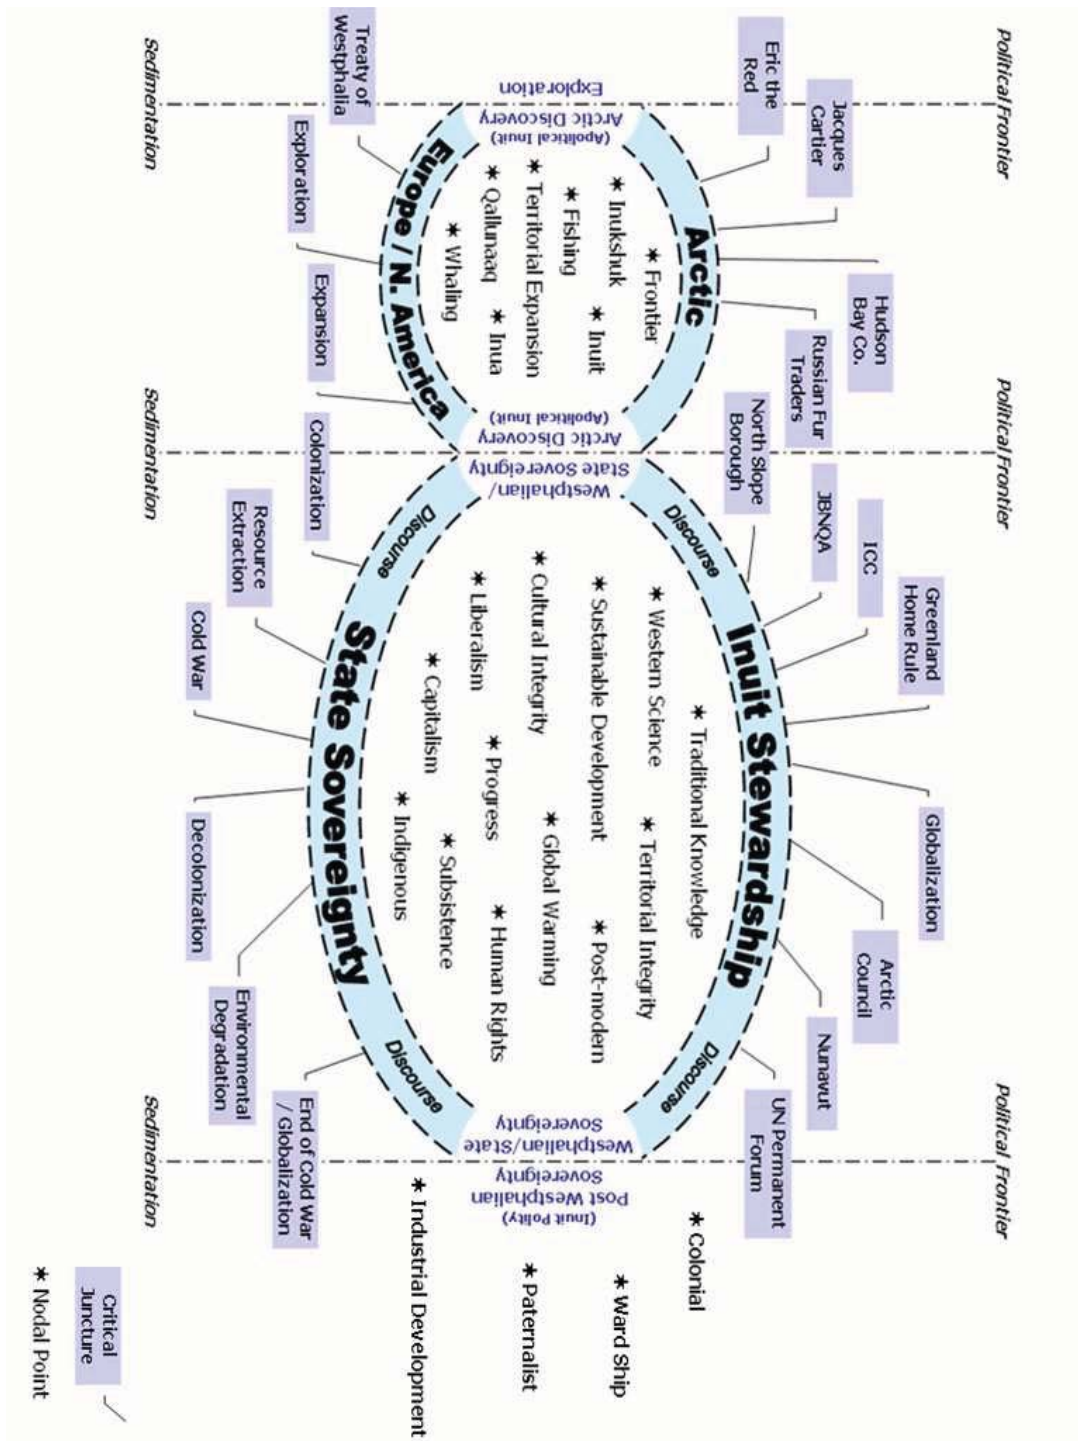 Political Frontier
Political Frontier
Political Frontier
Eric the
Red
Jacques
Cartier
Hudson
Bay Co.
Russian Fur
Traders
North Slope
Borough
JBNQA
ICC
Greenland
Home Rule
Globalization
Arctic
Council
Nunavut
UN Permanent
Forum
Arctic
Discourse
Inuit Stewardship
Discourse
Exploration
Arctic Discovery
(Apolitical Inuit)
* Frontier
* Inukshuk
* Inuit
* Fishing
* Territorial Expansion
* Qallunaaq
* Inua
* Whaling
Arctic Discovery
(Apolitical Inuit)
Westphalian/
State Sovereignty
* Traditional Knowledge
* Western Science
* Territorial Integrity
* Sustainable Development
* Post-modern
* Cultural Integrity
* Global Warming
* Liberalism
* Progress
* Human Rights
* Capitalism
* Subsistence
* Indigenous
Westphalian/State
Sovereignty
Post Westphalian
Sovereignty
(Inuit Polity)
* Colonial
* Ward Ship
* Paternalist
* Industrial Development
Europe / N. America
Discourse
State Sovereignty
Discourse
Treaty of
Westphalia
Exploration
Expansion
Colonization
Resource
Extraction
Cold War
Decolonization
Environmental
Degradation
End of Cold War
/ Globalization
Sedimentation
Sedimentation
Sedimentation
Critical
Juncture
* Nodal Point